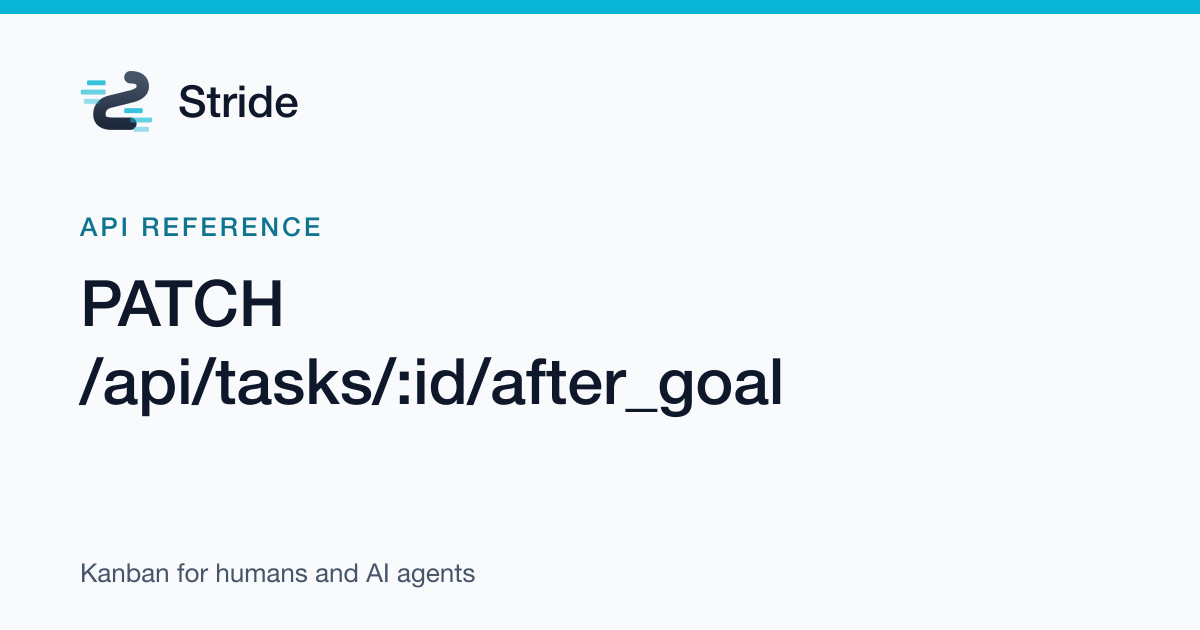 Stride
API REFERENCE
PATCH
/api/tasks/:id/after_goal
Kanban for humans and AI agents